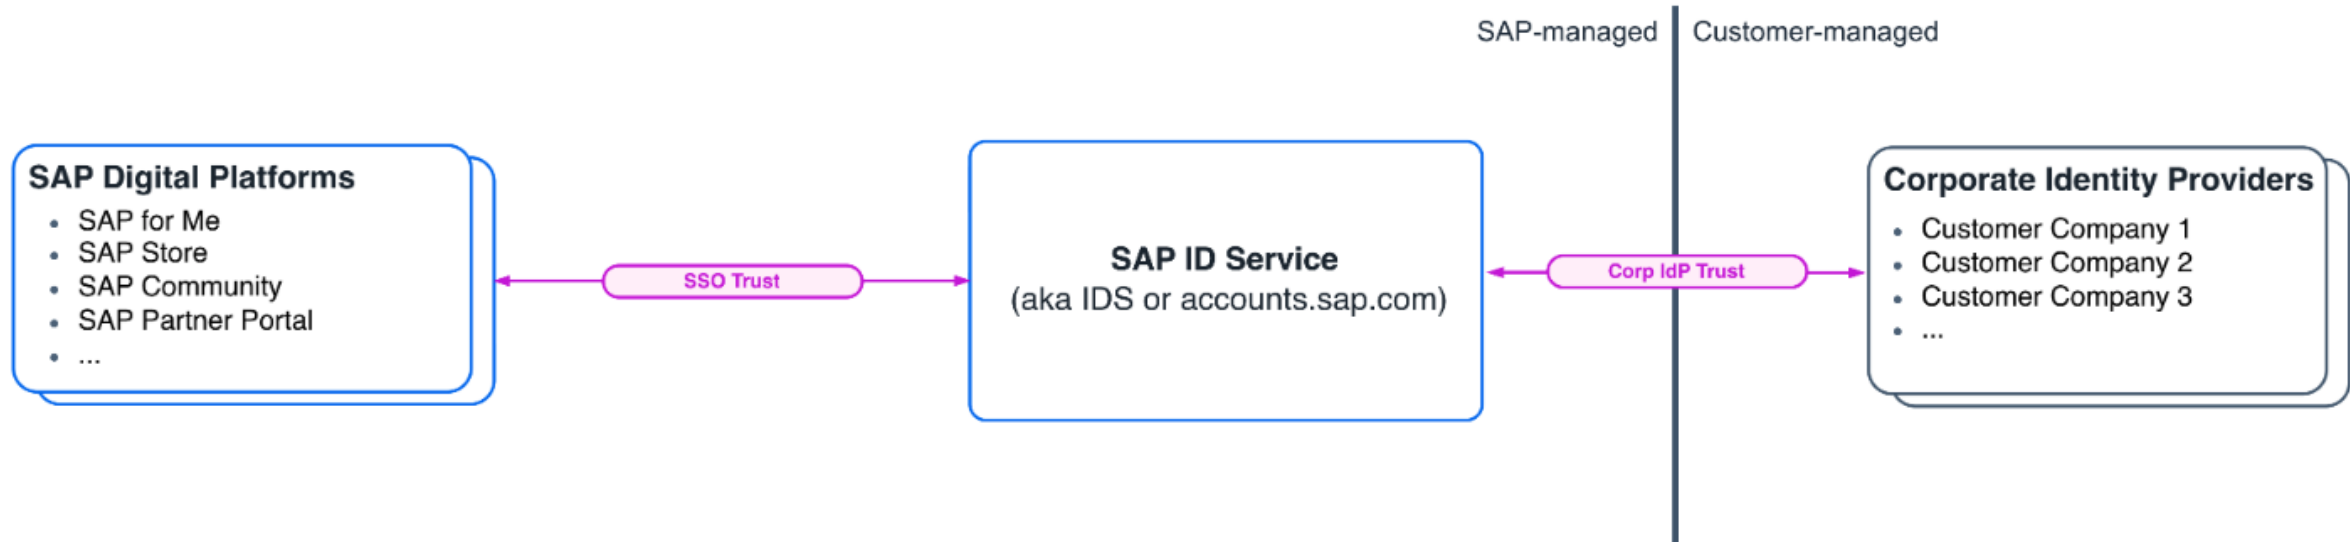 SAP-managed
Customer-managed
SAP Digital Platforms
• SAP for Me
• SAP Store
• SAP Community
• SAP Partner Portal
• ...
SSO Trust
SAP ID Service
(aka IDS or accounts.sap.com)
Corp IdP Trust
Corporate Identity Providers
• Customer Company 1
• Customer Company 2
• Customer Company 3
• ...